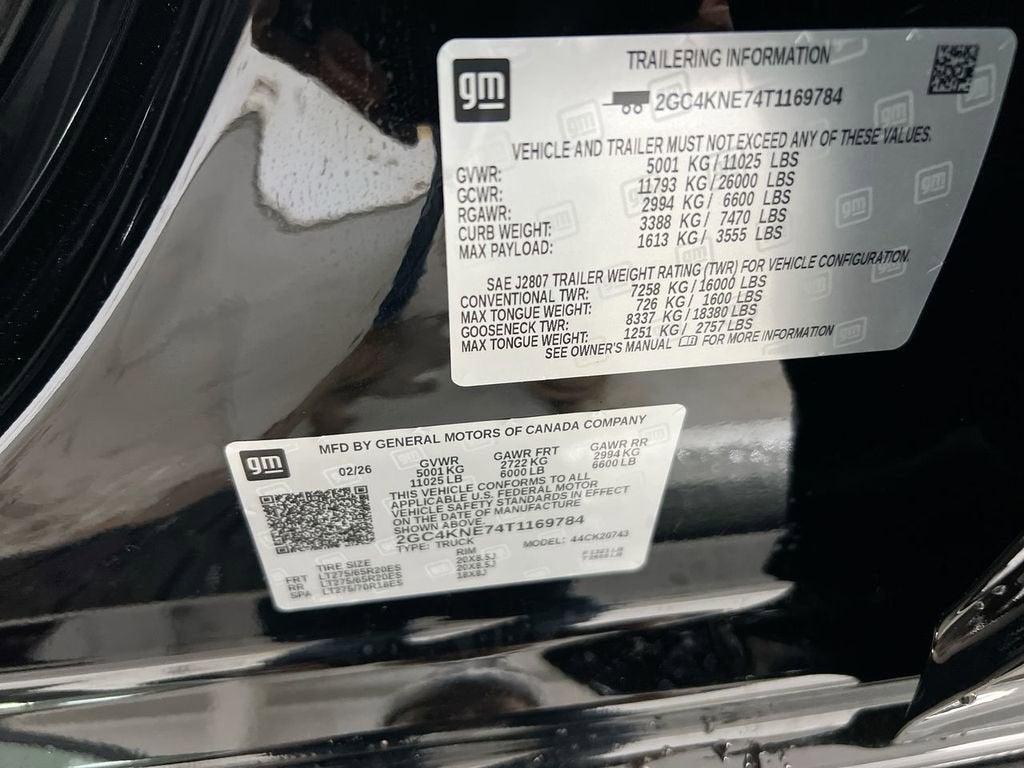 gm
TRAILERING INFORMATION
2GC4KNE74T1169784
VEHICLE AND TRAILER MUST NOT EXCEED ANY OF THESE VALUES.
GVWR: 5001 KG/11025 LBS
GCWR: 11793 KG/26000 LBS
RGAWR: 2994 KG/ 6600 LBS
CURB WEIGHT: 3388 KG/ 7470 LBS
MAX PAYLOAD: 1613 KG/ 3555 LBS
SAE J2807 TRAILER WEIGHT RATING (TWR) FOR VEHICLE CONFIGURATION.
CONVENTIONAL TWR: 7258 KG/16000 LBS
MAX TONGUE WEIGHT: 726 KG/ 1600 LBS
GOOSENECK TWR: 8337 KG/18380 LBS
MAX TONGUE WEIGHT: 1251 KG/ 2757 LBS
SEE OWNER'S MANUAL FOR MORE INFORMATION
gm
MFD BY GENERAL MOTORS OF CANADA COMPANY
02/26 GVWR GAWR FRT GAWR RR
5001 KG 2722 KG 2994 KG
11025 LB 6000 LB 6600 LB
THIS VEHICLE CONFORMS TO ALL
APPLICABLE U.S. FEDERAL MOTOR
VEHICLE SAFETY STANDARDS IN EFFECT
ON THE DATE OF MANUFACTURE
SHOWN ABOVE.
2GC4KNE74T1169784
TYPE: TRUCK MODEL: 44CK20743
TIRE SIZE RIM
FRT LT275/65R20ES 20X8.5J
RR LT275/65R20ES 20X8.5J
SPA LT275/70R18ES 18X8J